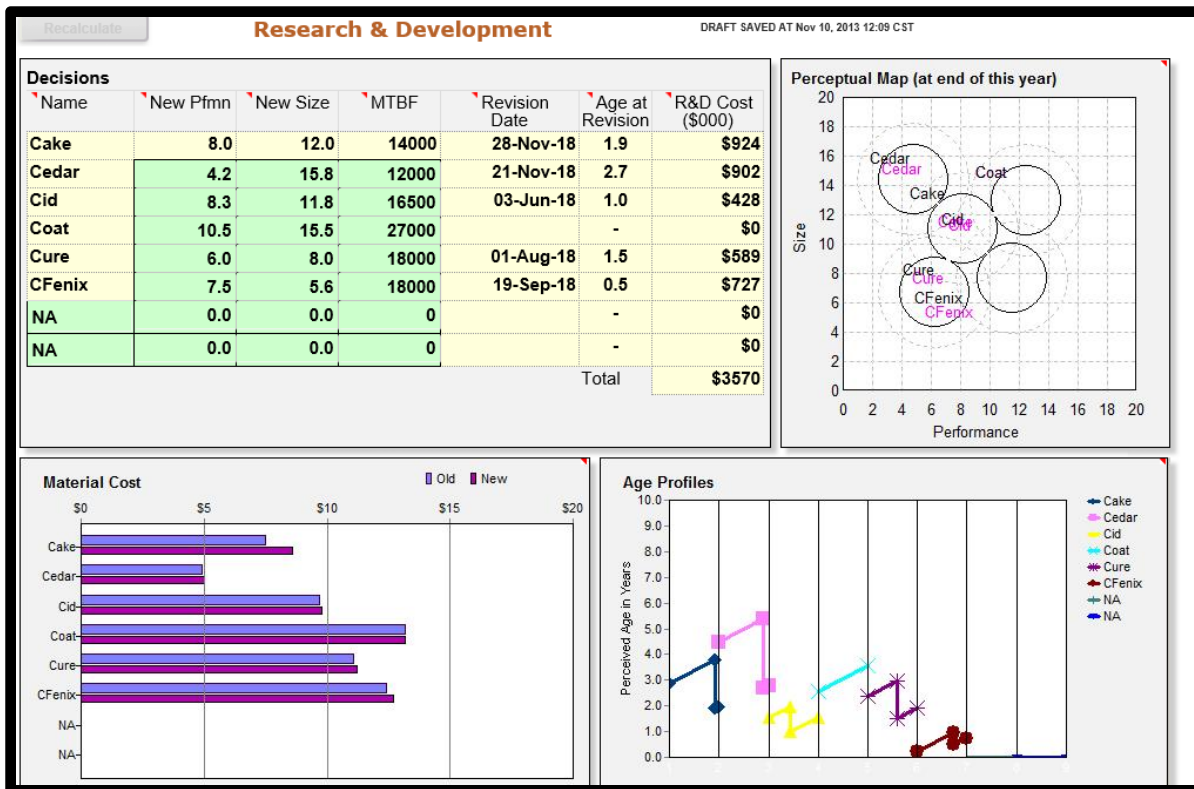 Recalculate
Research & Development
DRAFT SAVED AT Nov 10, 2013 12:09 CST
Decisions
Name New Pfmn New Size MTBF Revision Date Age at Revision R&D Cost ($000)
Cake 8.0 12.0 14000 28-Nov-18 1.9 $924
Cedar 4.2 15.8 12000 21-Nov-18 2.7 $902
Cid 8.3 11.8 16500 03-Jun-18 1.0 $428
Coat 10.5 15.5 27000 - $0
Cure 6.0 8.0 18000 01-Aug-18 1.5 $589
CFenix 7.5 5.6 18000 19-Sep-18 0.5 $727
NA 0.0 0.0 0 - $0
NA 0.0 0.0 0 - $0
Total $3570
Perceptual Map (at end of this year)
20
18
16
14
12
10
8
6
4
2
0
Size
Cedar
Cedar
Coat
Cake
Cid
Cid
Cure
Cure
CFenix
CFenix
0 2 4 6 8 10 12 14 16 18 20
Performance
Material Cost
Old New
$0 $5 $10 $15 $20
Cake
Cedar
Cid
Coat
Cure
CFenix
NA
NA
Age Profiles
Perceived Age in Years
10.0
9.0
8.0
7.0
6.0
5.0
4.0
3.0
2.0
1.0
0.0
Cake
Cedar
Cid
Coat
Cure
CFenix
NA
NA